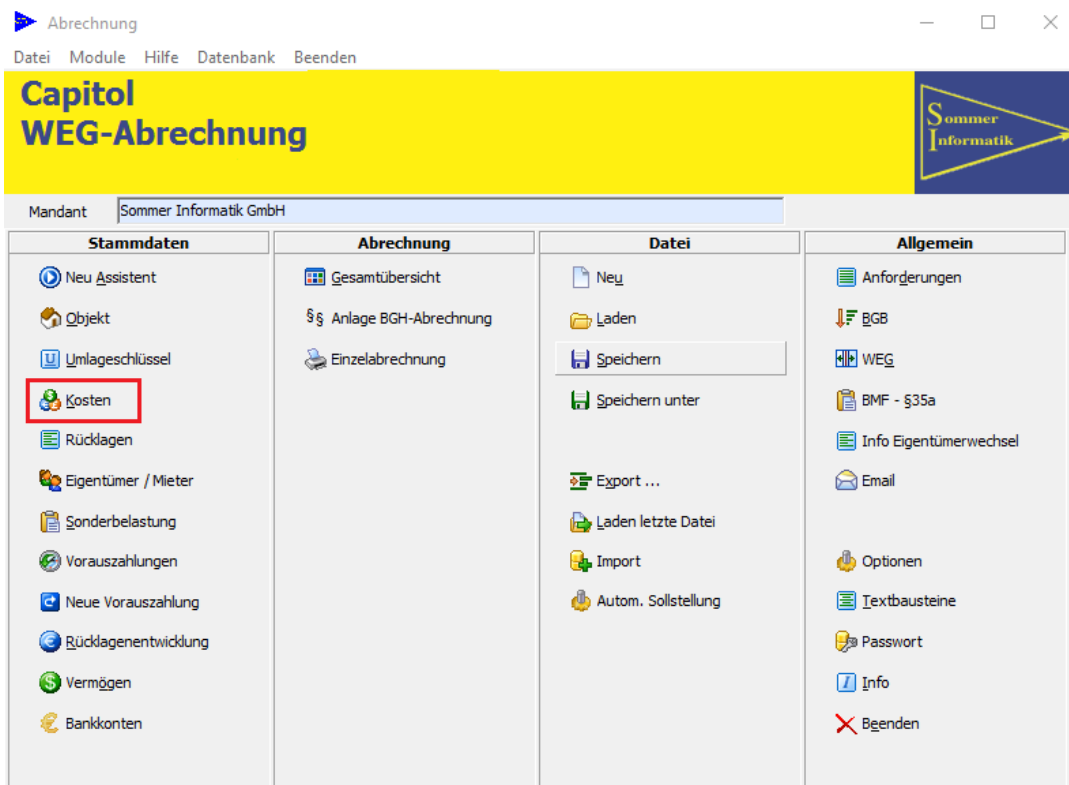 Abrechnung
Datei Module Hilfe Datenbank Beenden
Capitol
WEG-Abrechnung
Sommer
Informatik
Mandant Sommer Informatik GmbH
Stammdaten
Neu Assistent
Objekt
Umlageschlüssel
Kosten
Rücklagen
Eigentümer / Mieter
Sonderbelastung
Vorauszahlungen
Neue Vorauszahlung
Rücklagenentwicklung
Vermögen
Bankkonten
Abrechnung
Gesamtübersicht
§§ Anlage BGH-Abrechnung
Einzelabrechnung
Datei
Neu
Laden
Speichern
Speichern unter
Export ...
Laden letzte Datei
Import
Autom. Sollstellung
Allgemein
Anforderungen
BGB
WEG
BMF - §35a
Info Eigentümerwechsel
Email
Optionen
Textbausteine
Passwort
Info
Beenden